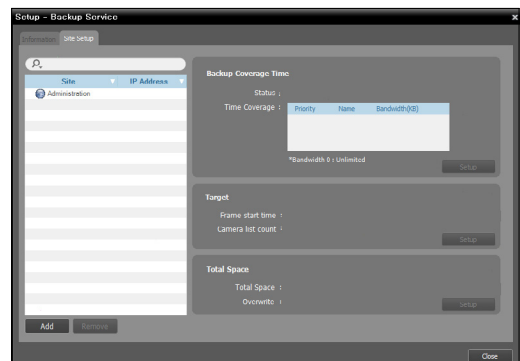 Setup - Backup Service
x
Information
Site Setup
Site
IP Address
Administration
Backup Coverage Time
Status :
Time Coverage :
Priority Name Bandwidth(KB)
*Bandwidth 0 : Unlimited
Setup
Target
Frame start time :
Camera list count :
Setup
Total Space
Total Space :
Overwrite :
Setup
Add
Remove
Close